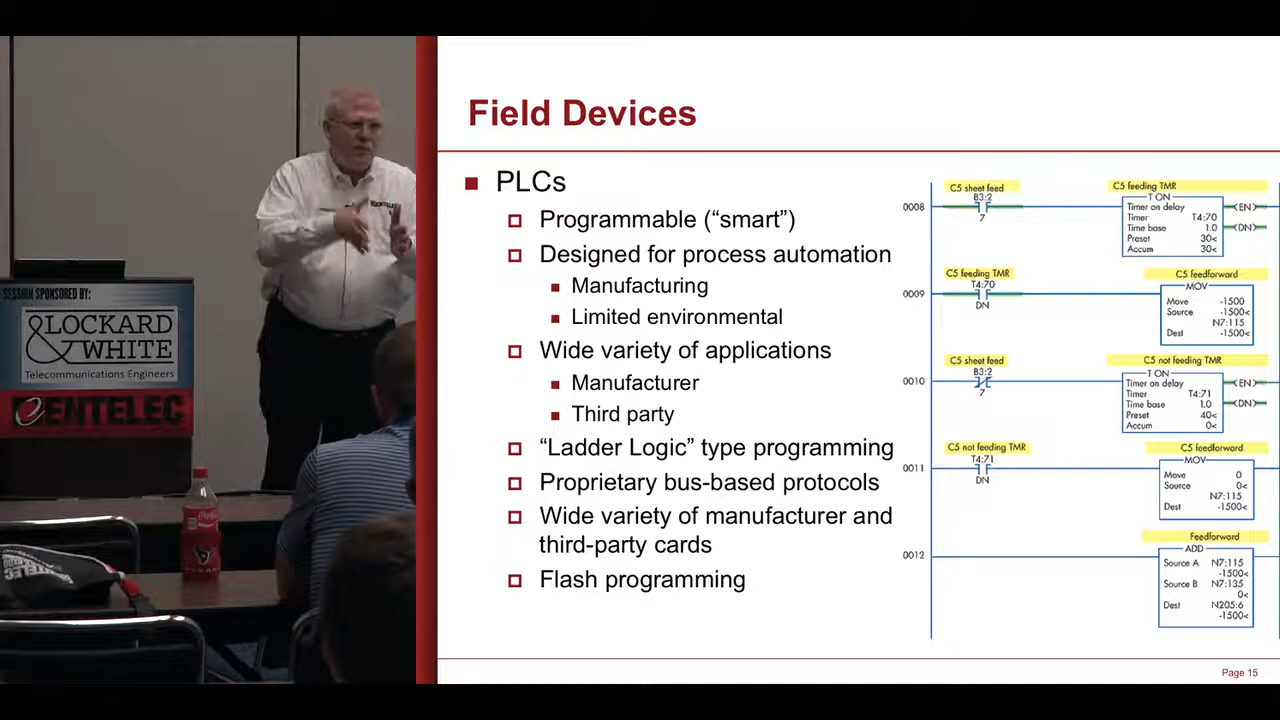 SESSION SPONSORED BY:
LOCKARD
& WHITE
Telecommunications Engineers
ENTELEC
Coca-Cola
Field Devices
PLCs
Programmable (“smart”)
Designed for process automation
Manufacturing
Limited environmental
Wide variety of applications
Manufacturer
Third party
“Ladder Logic” type programming
Proprietary bus-based protocols
Wide variety of manufacturer and
third-party cards
Flash programming
C5 sheet feed
B3:2
7
0008
C5 feeding TMR
T ON
Timer on delay
Timer T4:70
Time base 1.0
Preset 30<
Accum 30<
EN
DN
C5 feeding TMR
T4:70
DN
0009
C5 feedforward
MOV
Move -1500
Source -1500<
N7:115
Dest -1500<
C5 sheet feed
B3:2
7
0010
C5 not feeding TMR
T ON
Timer on delay
Timer T4:71
Time base 1.0
Preset 40<
Accum 0<
EN
DN
C5 not feeding TMR
T4:71
DN
0011
C5 feedforward
MOV
Move 0
Source 0<
N7:115
Dest -1500<
0012
Feedforward
ADD
Source A N7:115
-1500<
Source B N7:135
0<
Dest N205:6
-1500<
Page 15